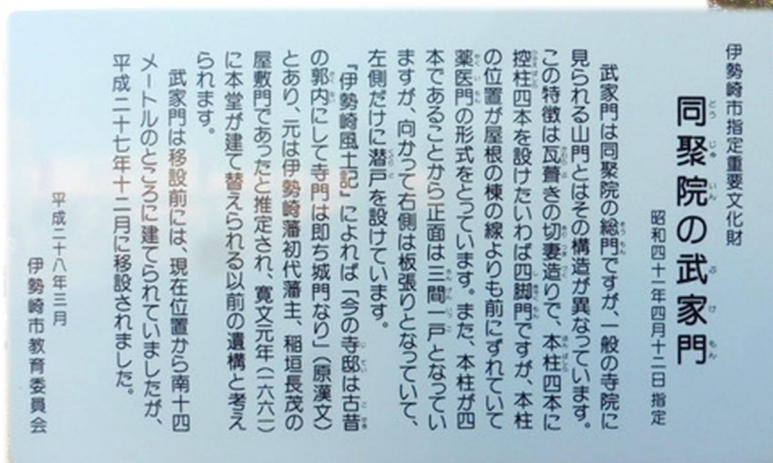 伊勢崎市指定重要文化財
同聚院の武家門
昭和四十一年四月十二日指定
武家門は同聚院の総門ですが、一般の寺院に
見られる山門とはその構造が異なっています。
この特徴は瓦葺きの切妻造りで、本柱四本に
控柱四本を設けたいわば四脚門ですが、本柱
の位置が屋根の棟の線よりも前にずれていて
薬医門の形式をとっています。また、本柱が四
本であることから正面は三間一戸となってい
ますが、向かって右側は板張りとなっていて、
左側だけに潜戸を設けています。
『伊勢崎風土記』によれば「今の寺邸は古昔
の郭内にして寺門は即ち城門なり」（原漢文）
とあり、元は伊勢崎藩初代藩主、稲垣長茂の
屋敷門であったと推定され、寛文元年（一六六一）
に本堂が建て替えられる以前の遺構と考え
られます。
武家門は移設前には、現在位置から南十四
メートルのところに建てられていましたが、
平成二十七年十二月に移設されました。
平成二十八年三月
伊勢崎市教育委員会